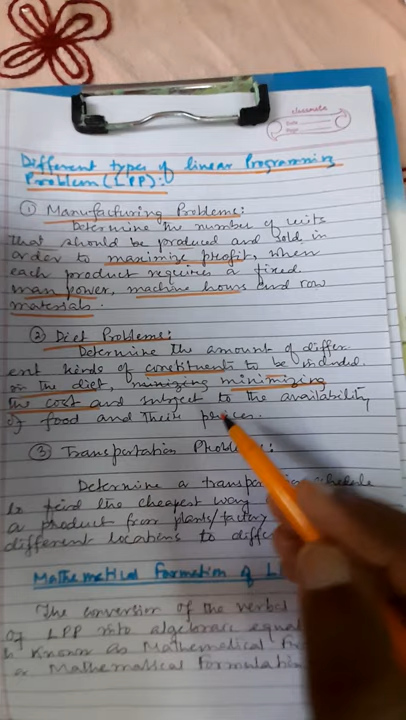 classmate
Date
Page
Different types of linear Programming
Problem (LPP):
① Manufacturing Problems:
Determine the number of units
that should be produced and sold in
order to maximize profit, when
each product requires a fixed
man power, machine hours and raw
materials.
② Diet Problems:
Determine the amount of differ
ent kinds of constituents to be included
in the diet, minimizing minimizing
the cost and subject to the availability
of food and their prices.
③ Transportation Problems:
Determine a transportation schedule
to find the cheapest way
a product from plants/factory
different locations to
Mathematical Formation of
The conversion of the verbal
of LPP into algebraic
is known as Mathematical
or Mathematical Formulation